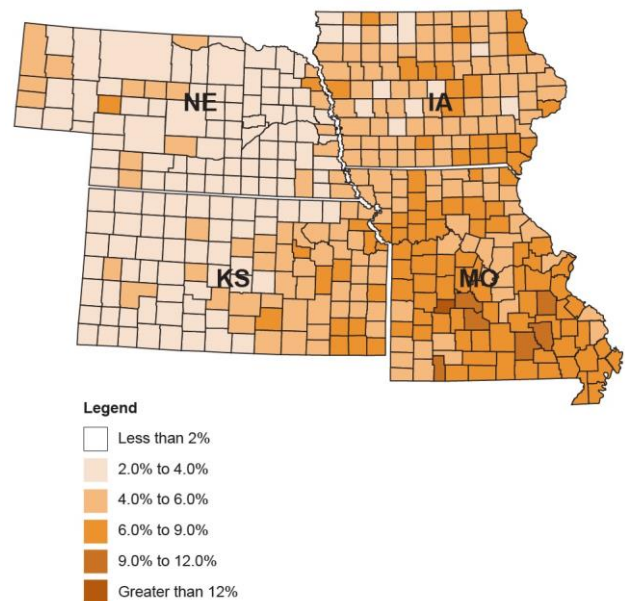 NE
IA
KS
MO
Legend
Less than 2%
2.0% to 4.0%
4.0% to 6.0%
6.0% to 9.0%
9.0% to 12.0%
Greater than 12%